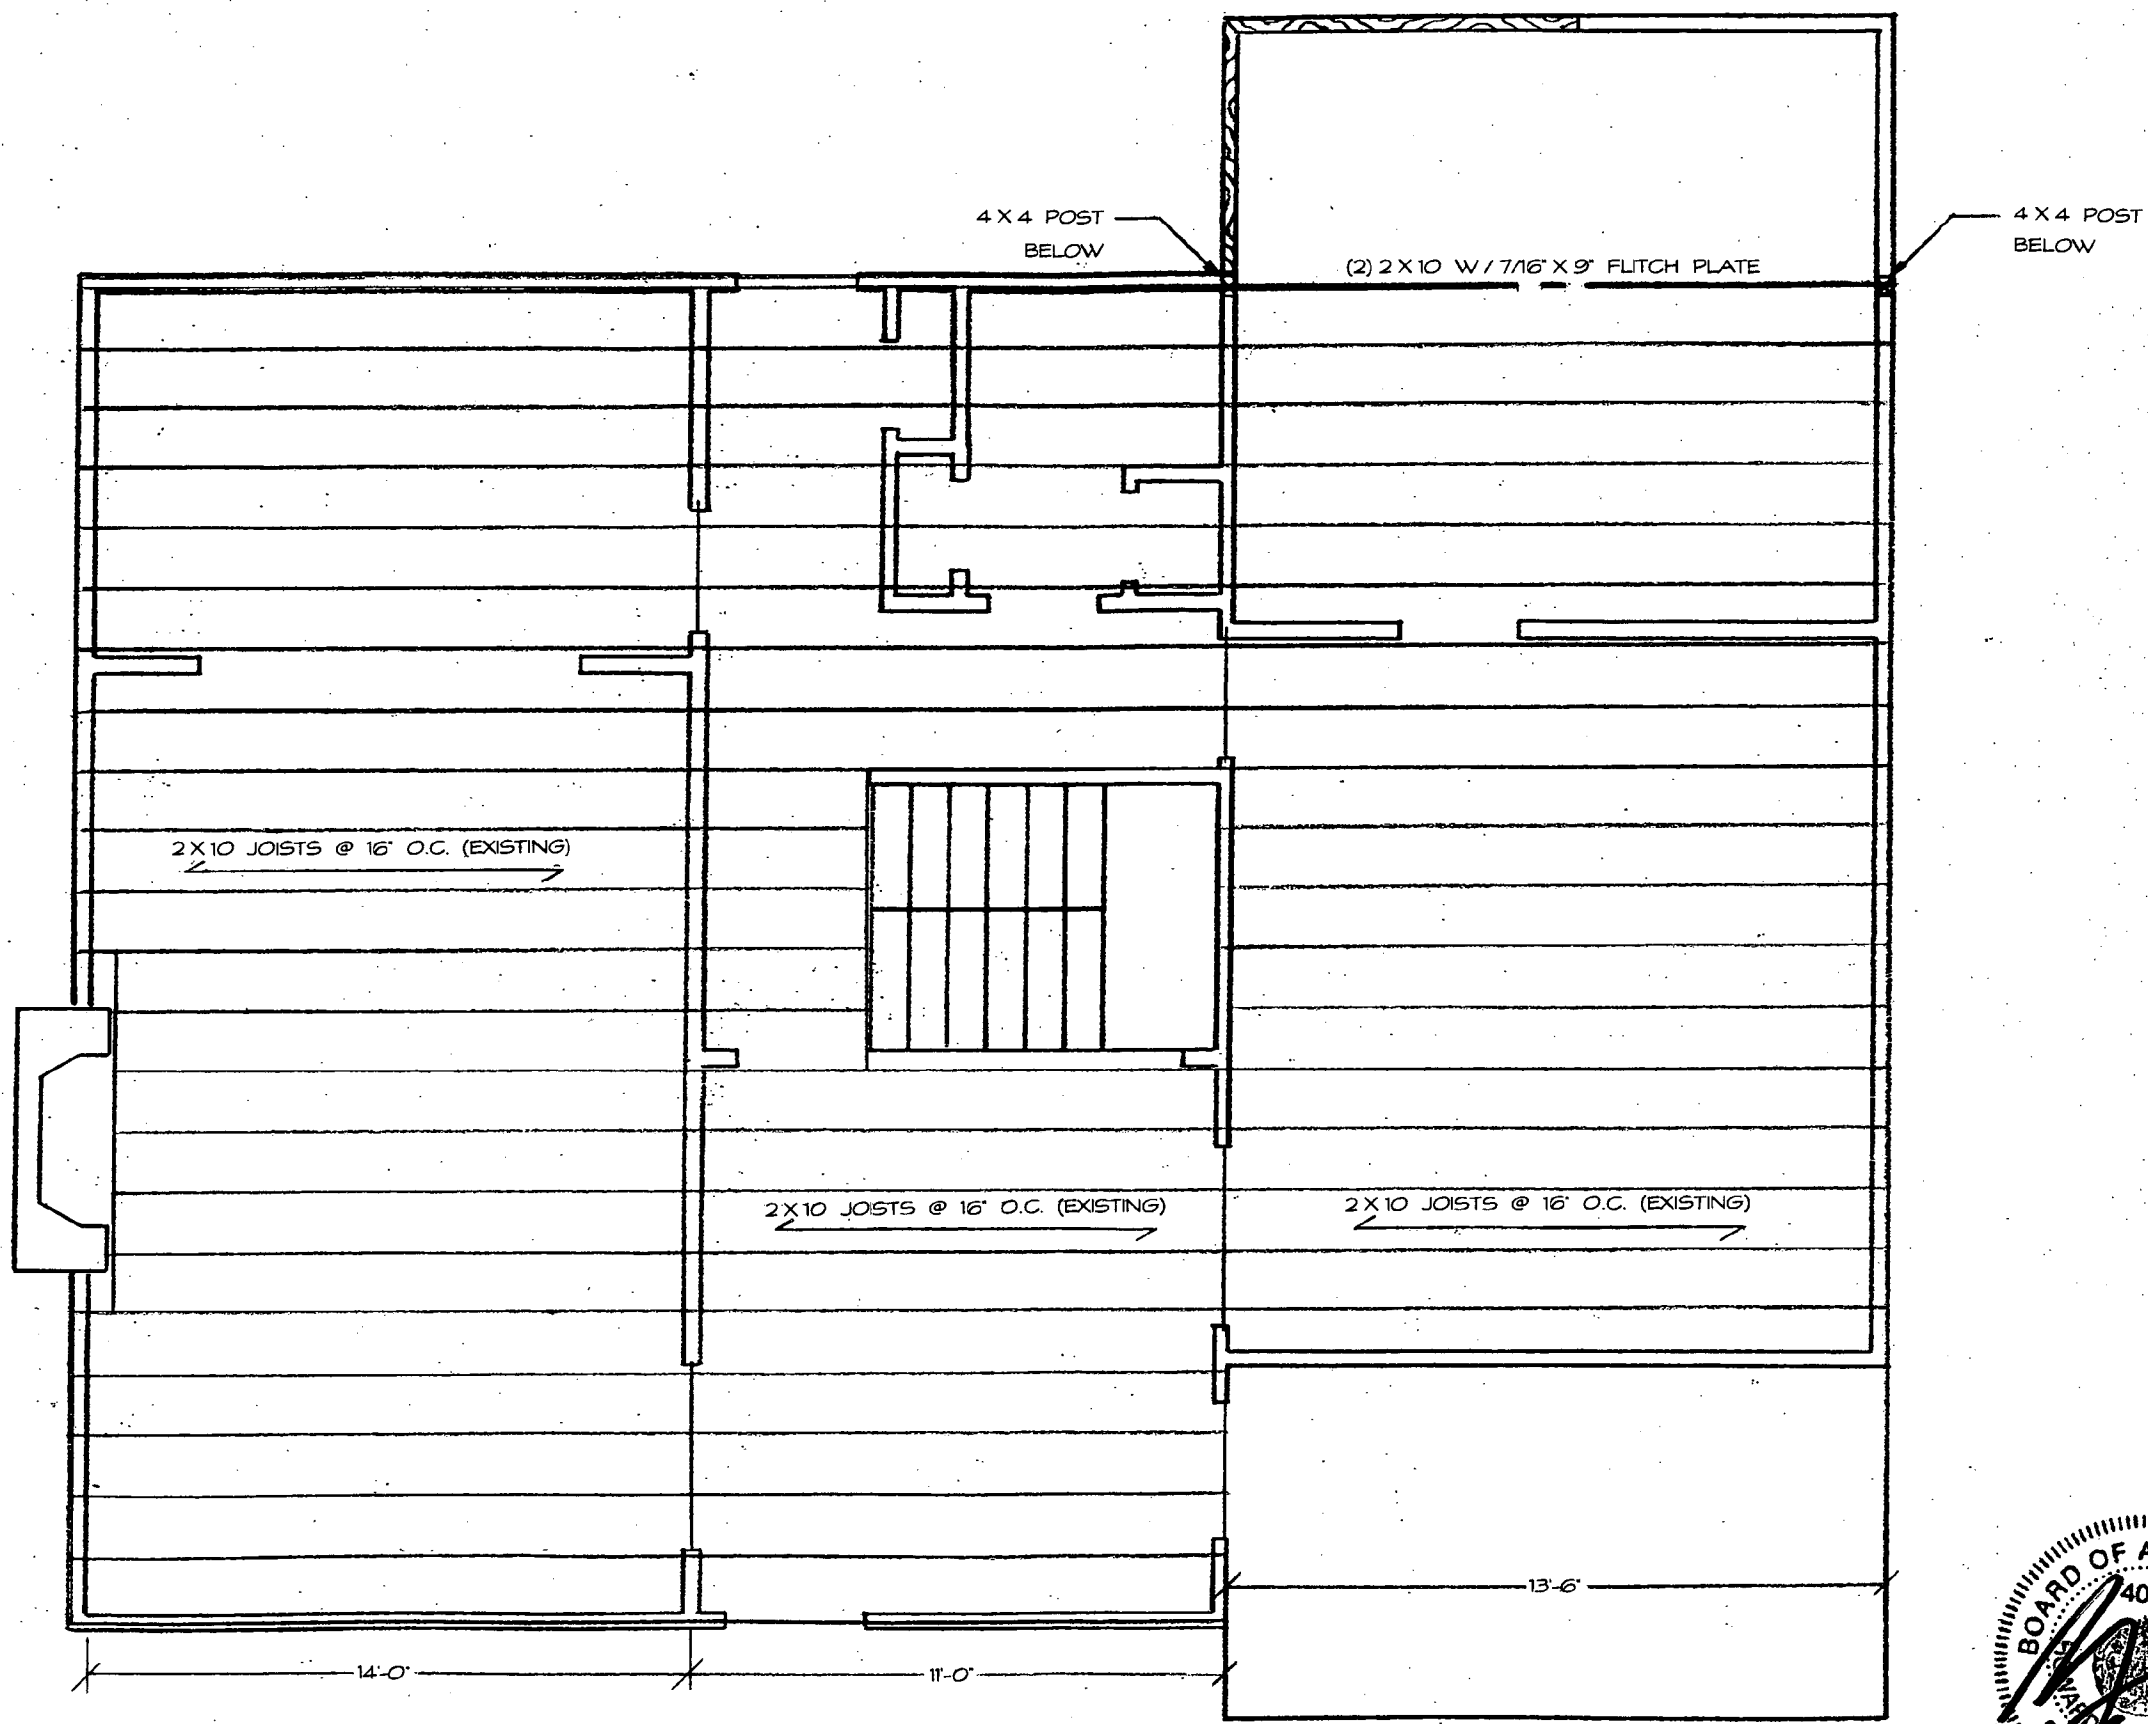 4 X 4 POST
BELOW
4 X 4 POST
BELOW
(2) 2 X 10 W/ 7/16" X 9" FLITCH PLATE
2 X 10 JOISTS @ 16" O.C. (EXISTING)
2 X 10 JOISTS @ 16" O.C. (EXISTING)
2 X 10 JOISTS @ 16" O.C. (EXISTING)
13'-6"
14'-0"
11'-0"
BOARD OF A
40